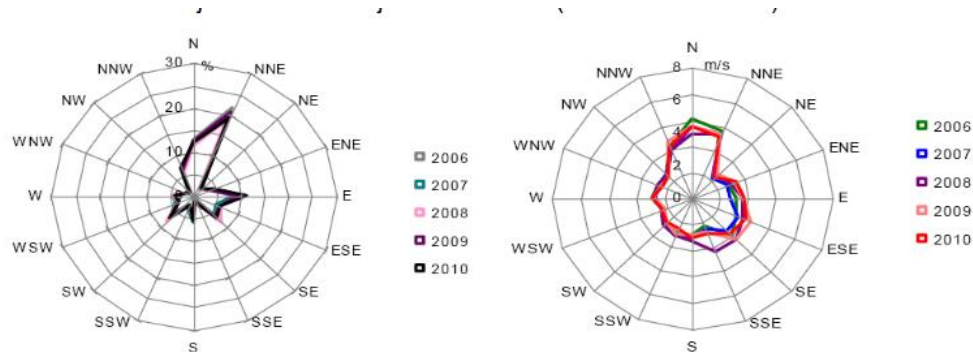 N
30 %
NNW
NNE
NW
20
NE
WNW
10
ENE
W
E
WSW
ESE
SW
SE
SSW
SSE
S
2006
2007
2008
2009
2010
N
8 m/s
NNW
NNE
6
NW
NE
4
WNW
2
ENE
W
0
E
WSW
ESE
SW
SE
SSW
SSE
S
2006
2007
2008
2009
2010